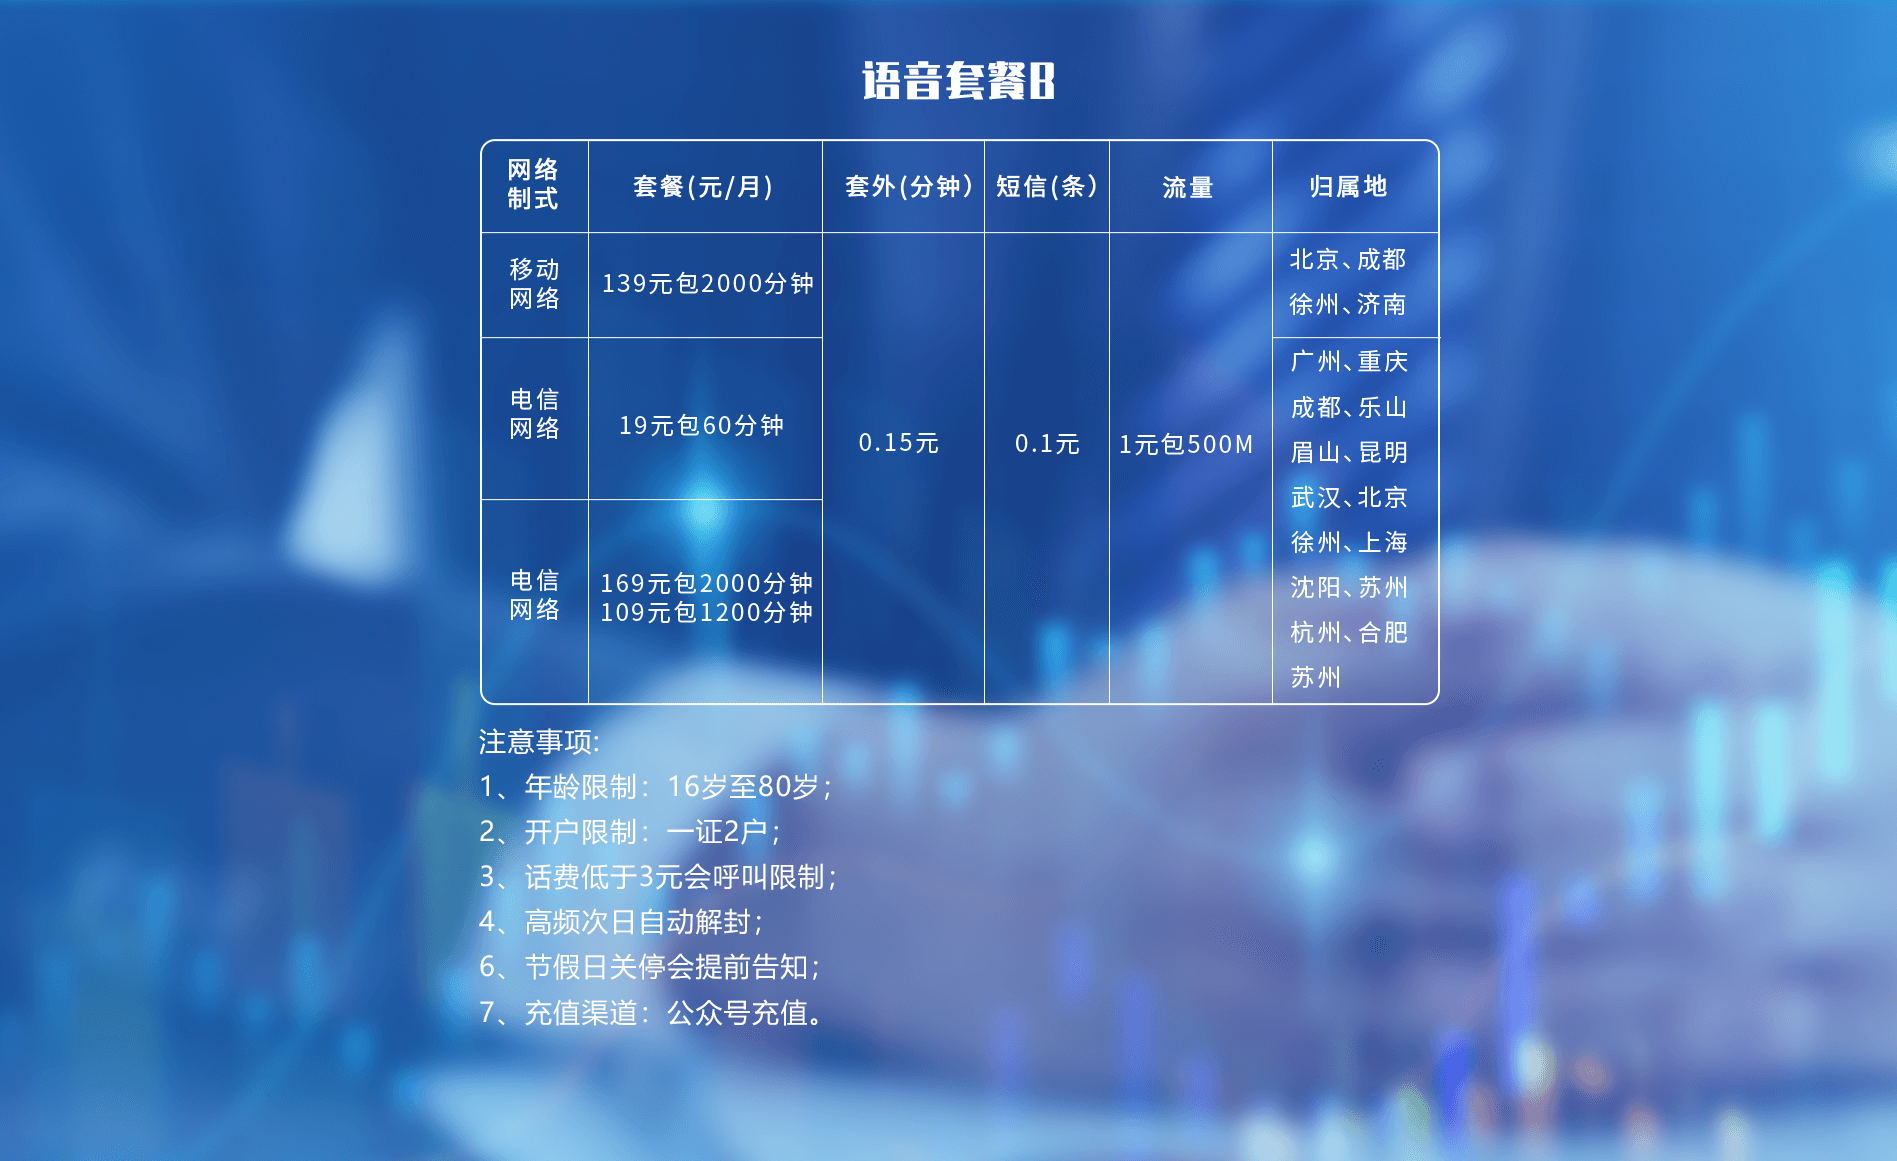 语音套餐B
网络
制式
套餐(元/月)
套外(分钟)
短信(条)
流量
归属地
移动
网络
139元包2000分钟
北京、成都
徐州、济南
电信
网络
19元包60分钟
0.15元
0.1元
1元包500M
广州、重庆
成都、乐山
眉山、昆明
武汉、北京
徐州、上海
沈阳、苏州
杭州、合肥
苏州
电信
网络
169元包2000分钟
109元包1200分钟
注意事项:
1、年龄限制：16岁至80岁；
2、开户限制：一证2户；
3、话费低于3元会呼叫限制；
4、高频次日自动解封；
6、节假日关停会提前告知；
7、充值渠道：公众号充值。